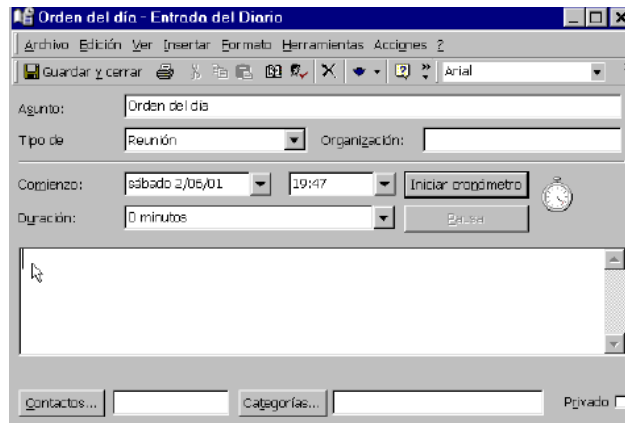 Orden del día - Entrada del Diario
Archivo Edición Ver Insertar Formato Herramientas Acciones ?
Guardar y cerrar Arial
Asunto: Orden del día
Tipo de Reunión Organización:
Comienzo: sábado 2/06/01 19:47 Iniciar cronómetro
Duración: 0 minutos Pausa
Contactos... Categorías... Privado